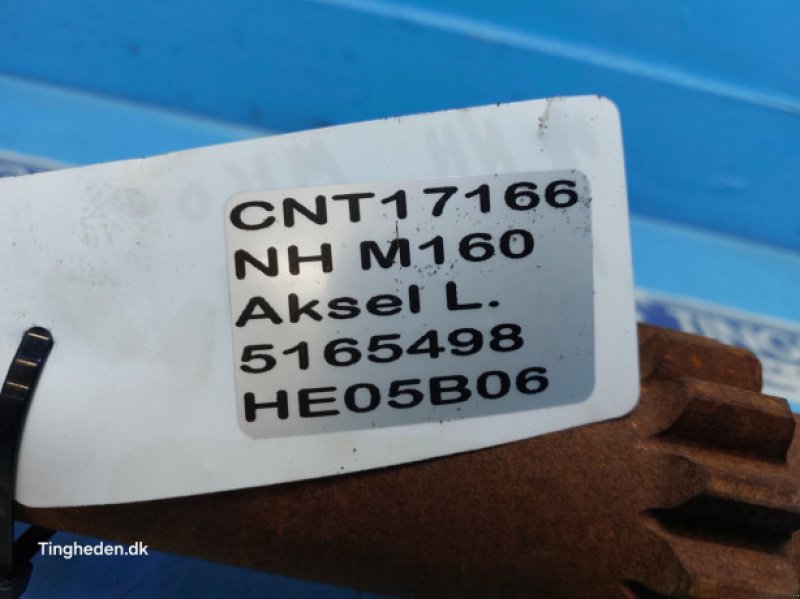 CNT17166
NH M160
Aksel L.
5165498
HE05B06
Tingheden.dk